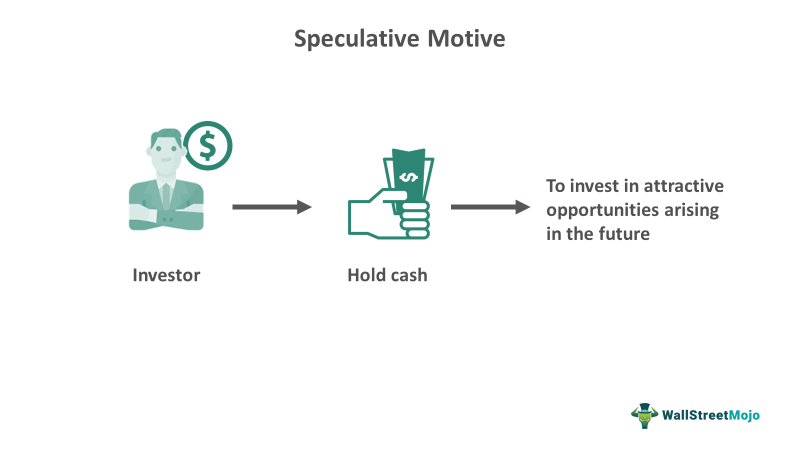 Speculative Motive
$
$
To invest in attractive
opportunities arising
in the future
Investor
Hold cash
WallStreetMojo